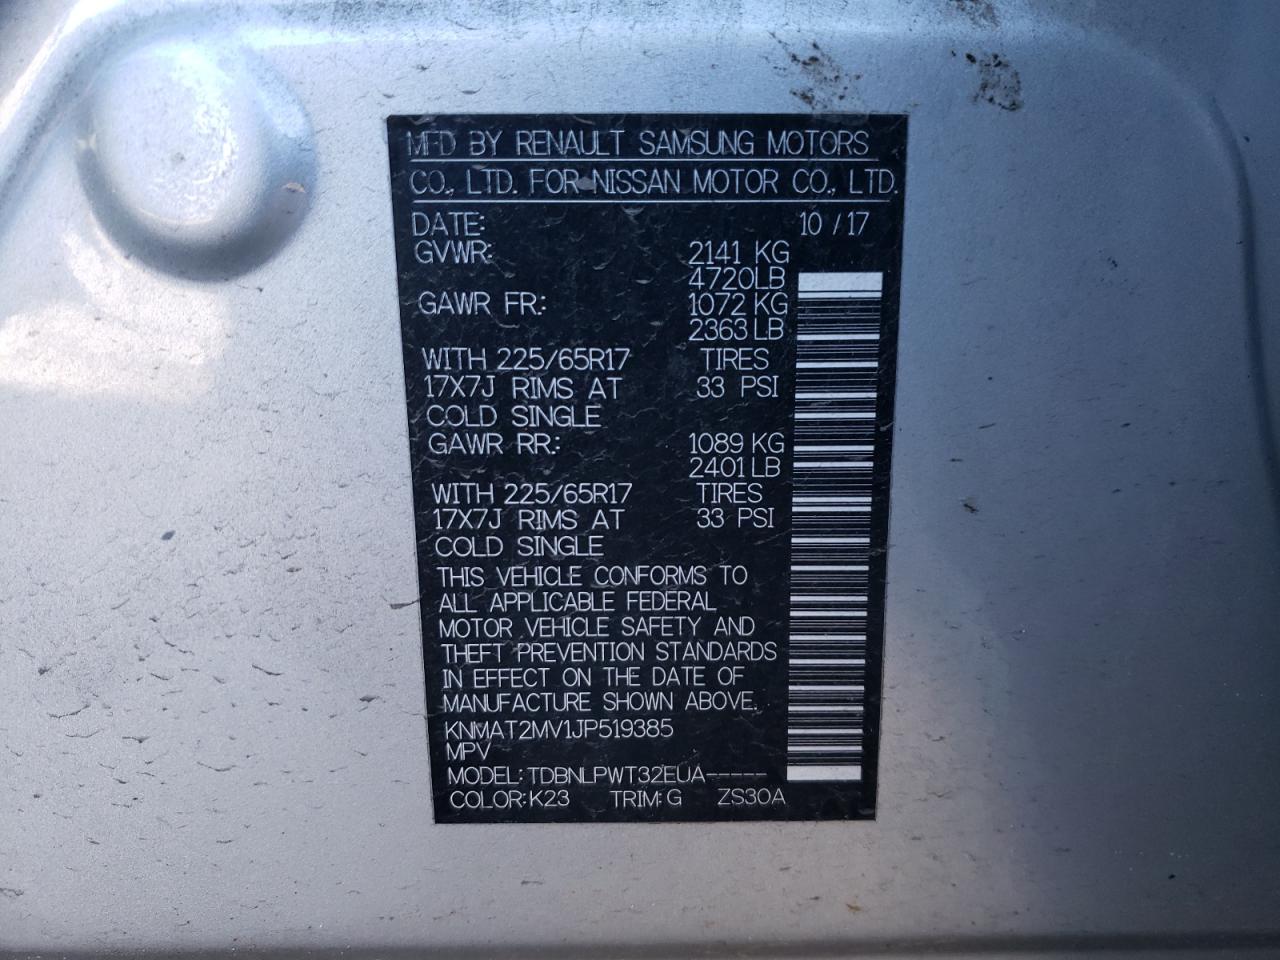 MFD BY RENAULT SAMSUNG MOTORS
CO., LTD. FOR NISSAN MOTOR CO., LTD.
DATE: 10 / 17
GVWR: 2141 KG
4720LB
GAWR FR: 1072 KG
2363LB
WITH 225/65R17 TIRES
17X7J RIMS AT 33 PSI
COLD SINGLE
GAWR RR: 1089 KG
2401LB
WITH 225/65R17 TIRES
17X7J RIMS AT 33 PSI
COLD SINGLE
THIS VEHICLE CONFORMS TO
ALL APPLICABLE FEDERAL
MOTOR VEHICLE SAFETY AND
THEFT PREVENTION STANDARDS
IN EFFECT ON THE DATE OF
MANUFACTURE SHOWN ABOVE.
KNMAT2MV1JP519385
MPV
MODEL: TDBNLPWT32EUA-----
COLOR: K23 TRIM: G ZS30A